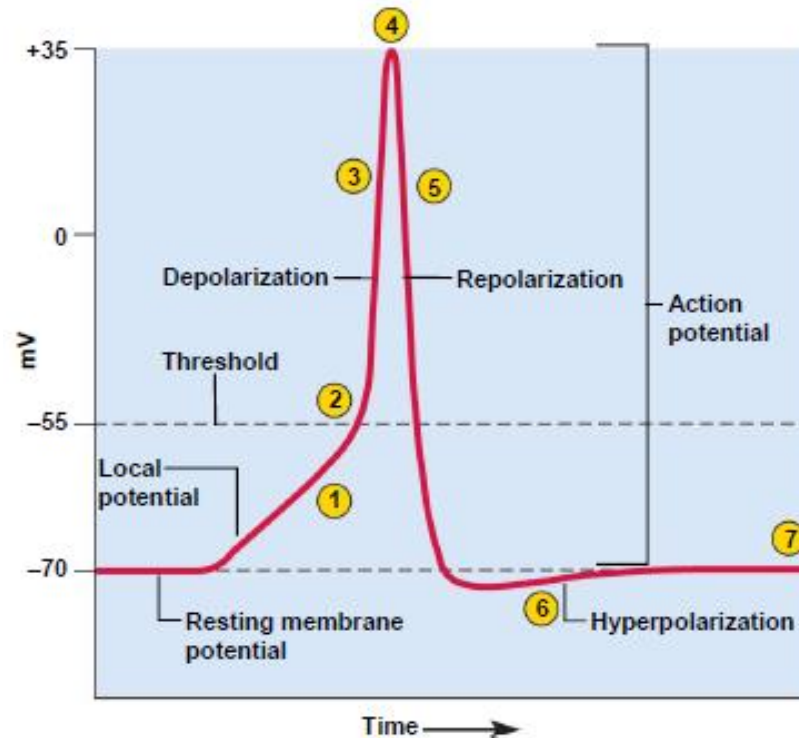 4
+35
3
5
0
Depolarization
Repolarization
Action
potential
mV
Threshold
2
–55
Local
potential
1
7
–70
6
Resting membrane
potential
Hyperpolarization
Time